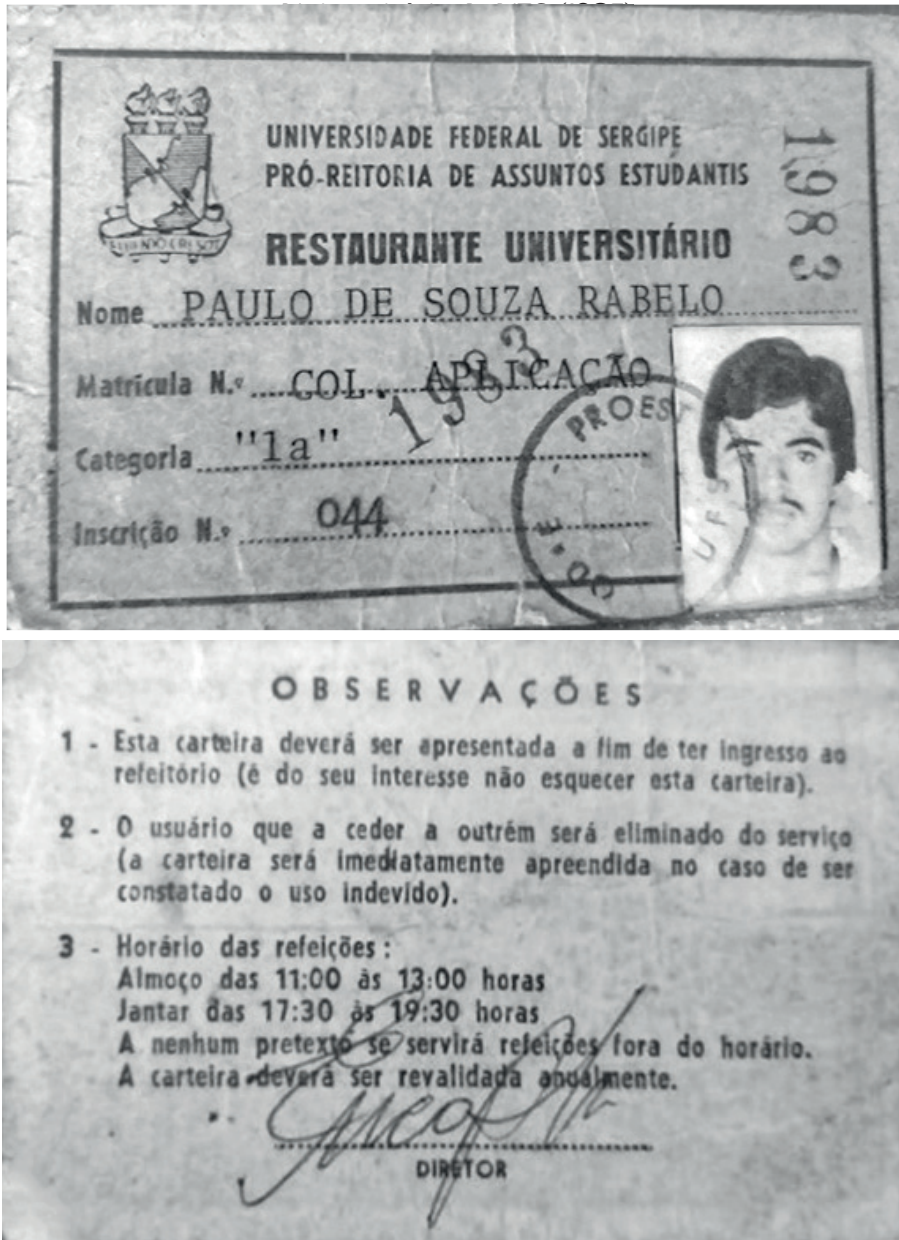 UNIVERSIDADE FEDERAL DE SERGIPE
PRÓ-REITORIA DE ASSUNTOS ESTUDANTIS
1983
RESTAURANTE UNIVERSITÁRIO
Nome PAULO DE SOUZA RABELO
Matrícula N.º COL. APLICAÇÃO
1983
Categoria "1a"
Inscrição N.º 044
PROEST
UFS
OBSERVAÇÕES
1 - Esta carteira deverá ser apresentada a fim de ter ingresso ao
refeitório (é do seu interesse não esquecer esta carteira).
2 - O usuário que a ceder a outrém será eliminado do serviço
(a carteira será imediatamente apreendida no caso de ser
constatado o uso indevido).
3 - Horário das refeições :
Almoço das 11:00 às 13:00 horas
Jantar das 17:30 às 19:30 horas
A nenhum pretexto se servirá refeições fora do horário.
A carteira deverá ser revalidada anualmente.
DIRETOR